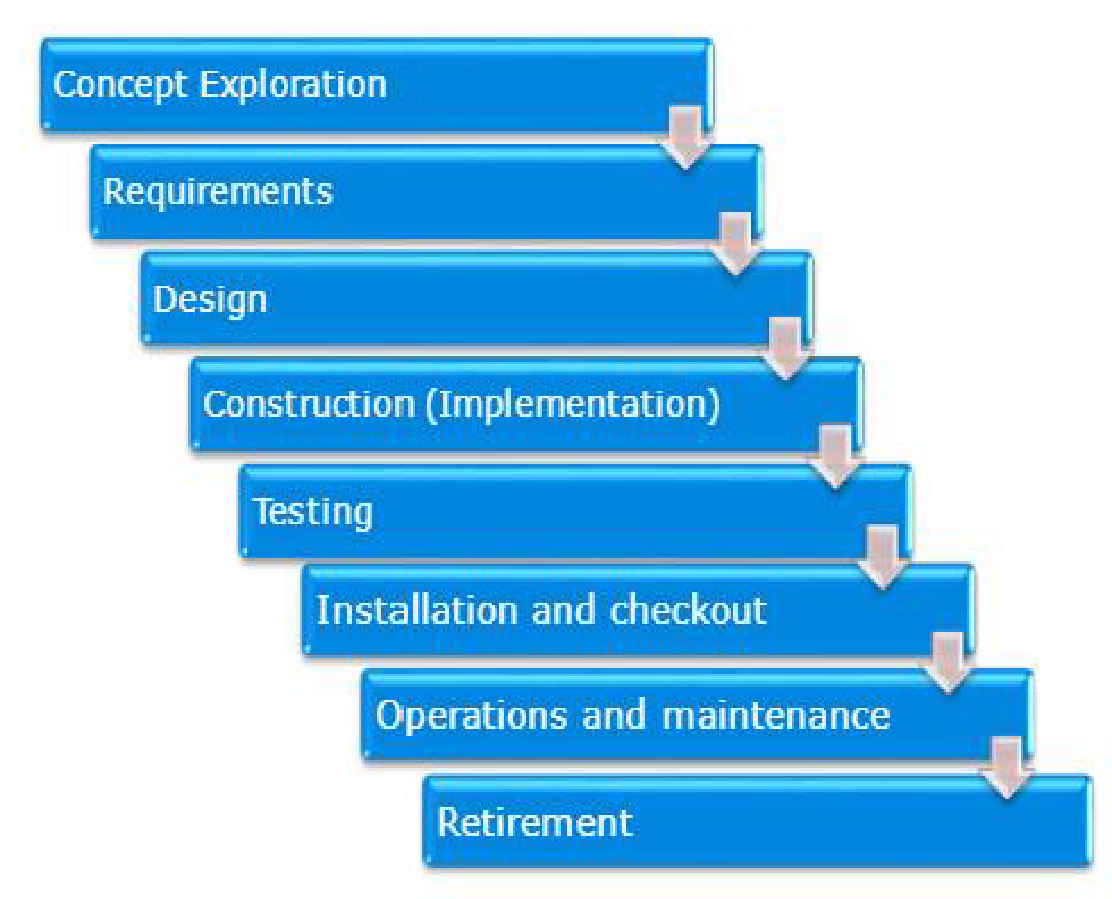 Concept Exploration
Requirements
Design
Construction (Implementation)
Testing
Installation and checkout
Operations and maintenance
Retirement